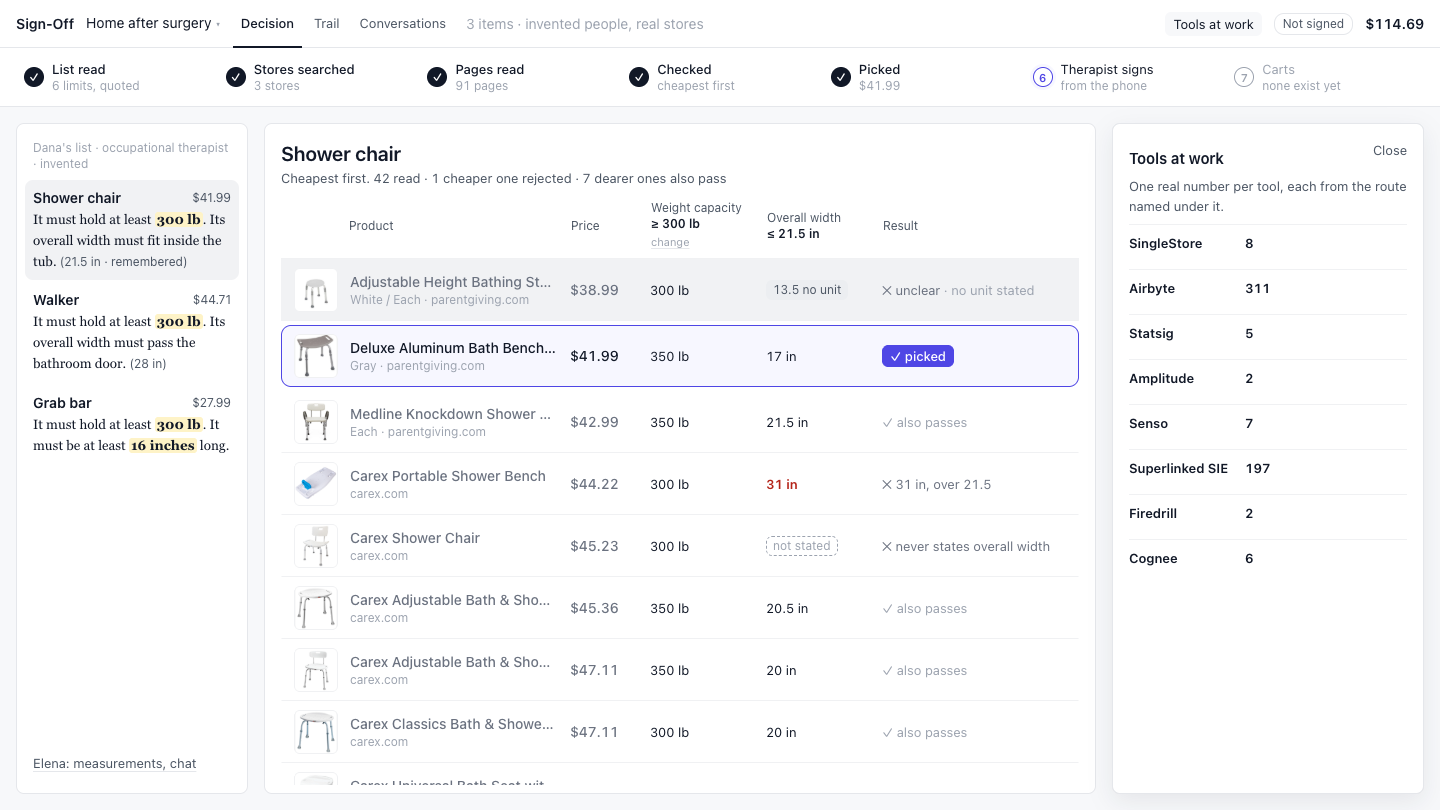 Sign-Off Home after surgery Decision Trail Conversations 3 items · invented people, real stores Tools at work Not signed $114.69
List read
6 limits, quoted
Stores searched
3 stores
Pages read
91 pages
Checked
cheapest first
Picked
$41.99
6 Therapist signs
from the phone
7 Carts
none exist yet
Dana's list · occupational therapist
· invented
Shower chair $41.99
It must hold at least 300 lb. Its
overall width must fit inside the
tub. (21.5 in · remembered)
Walker $44.71
It must hold at least 300 lb. Its
overall width must pass the
bathroom door. (28 in)
Grab bar $27.99
It must hold at least 300 lb. It
must be at least 16 inches long.
Elena: measurements, chat
Shower chair
Cheapest first. 42 read · 1 cheaper one rejected · 7 dearer ones also pass
Product
Price
Weight capacity
≥ 300 lb
change
Overall width
≤ 21.5 in
Result
Adjustable Height Bathing St...
White / Each · parentgiving.com
$38.99 300 lb 13.5 no unit ✕ unclear · no unit stated
Deluxe Aluminum Bath Bench...
Gray · parentgiving.com
$41.99 350 lb 17 in ✓ picked
Medline Knockdown Shower ...
Each · parentgiving.com
$42.99 300 lb 21.5 in ✓ also passes
Carex Portable Shower Bench
carex.com
$44.22 300 lb 31 in ✕ 31 in, over 21.5
Carex Shower Chair
carex.com
$45.23 300 lb not stated ✕ never states overall width
Carex Adjustable Bath & Sho...
carex.com
$45.36 350 lb 20.5 in ✓ also passes
Carex Adjustable Bath & Sho...
carex.com
$47.11 350 lb 20 in ✓ also passes
Carex Classics Bath & Showe...
carex.com
$47.11 300 lb 20 in ✓ also passes
Carex Universal Bath Seat wit...
Tools at work
Close
One real number per tool, each from the route
named under it.
SingleStore 8
Airbyte 311
Statsig 5
Amplitude 2
Senso 7
Superlinked SIE 197
Firedrill 2
Cognee 6